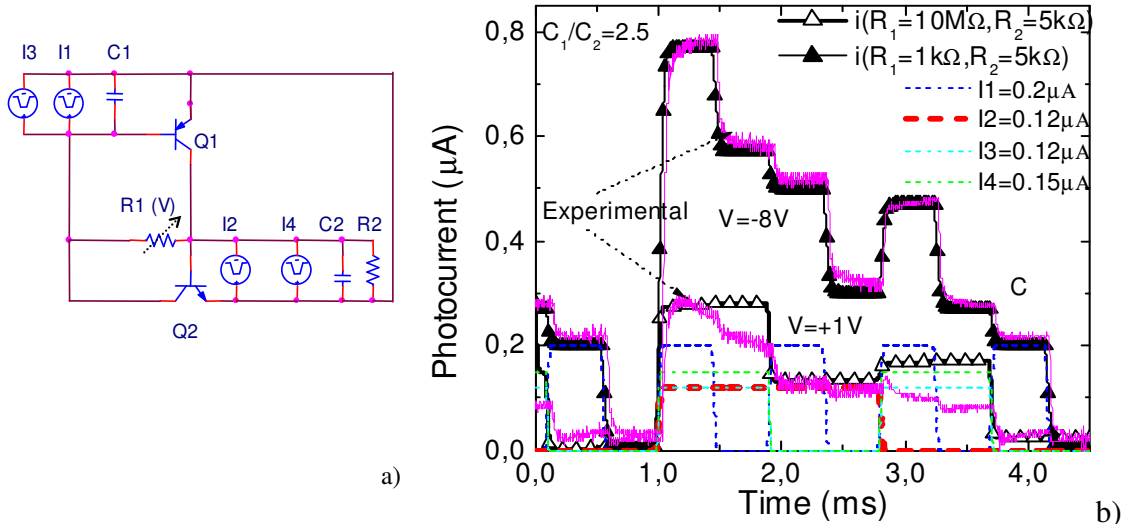 I3 I1 C1
Q1
R1 (V)
I2 I4 C2 R2
Q2
a)
C₁/C₂=2.5
i(R₁=10MΩ,R₂=5kΩ)
i(R₁=1kΩ,R₂=5kΩ)
I1=0.2μA
I2=0.12μA
I3=0.12μA
I4=0.15μA
Experimental
V=-8V
V=+1V
C
Photocurrent (μA)
0,8
0,6
0,4
0,2
0,0
0,0 1,0 2,0 3,0 4,0
Time (ms)
b)